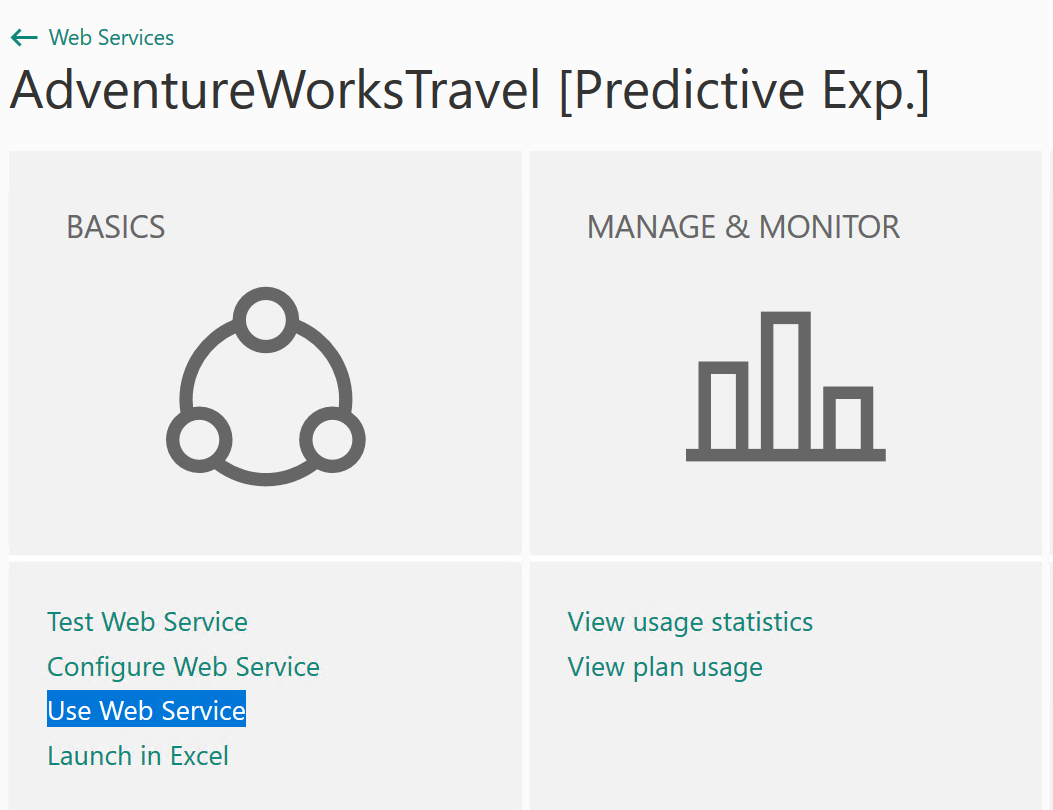 Web Services
AdventureWorksTravel [Predictive Exp.]
BASICS
MANAGE & MONITOR
Test Web Service
Configure Web Service
Use Web Service
Launch in Excel
View usage statistics
View plan usage